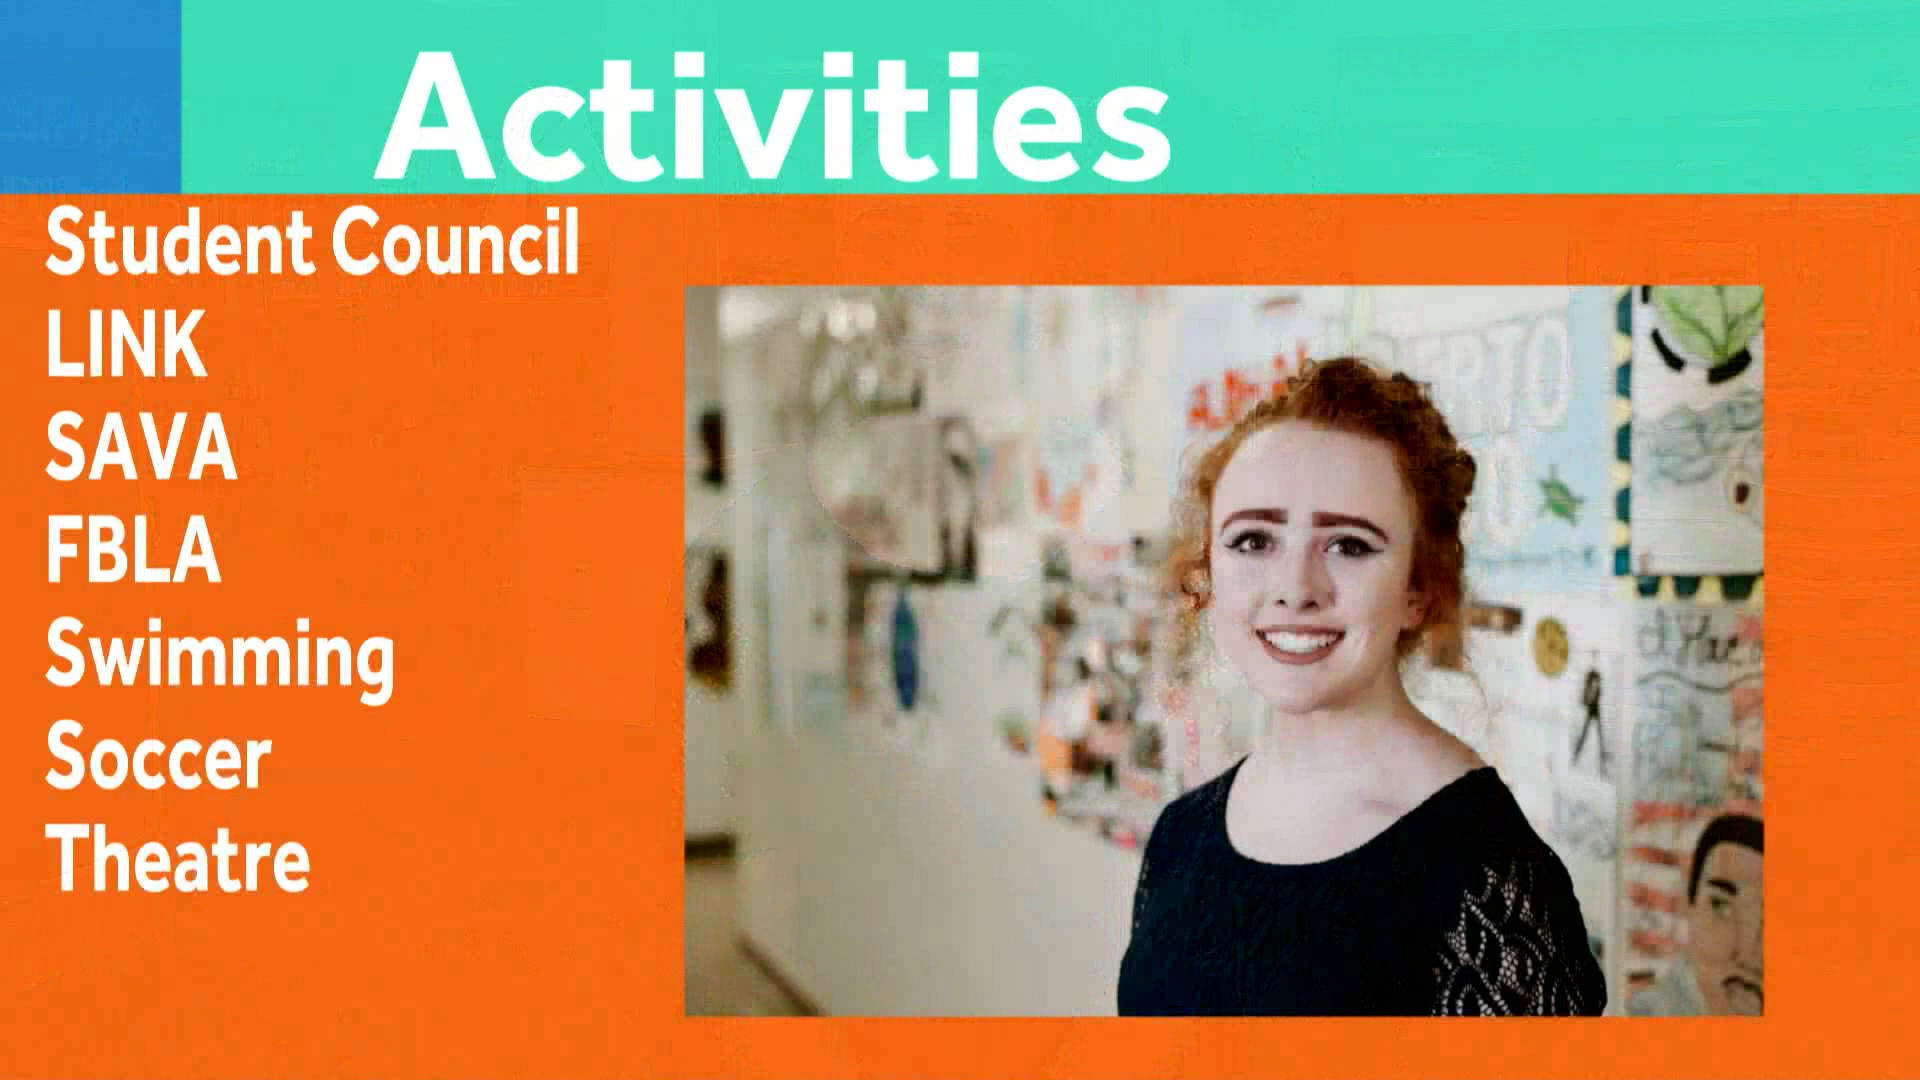 Activities
Student Council
LINK
SAVA
FBLA
Swimming
Soccer
Theatre